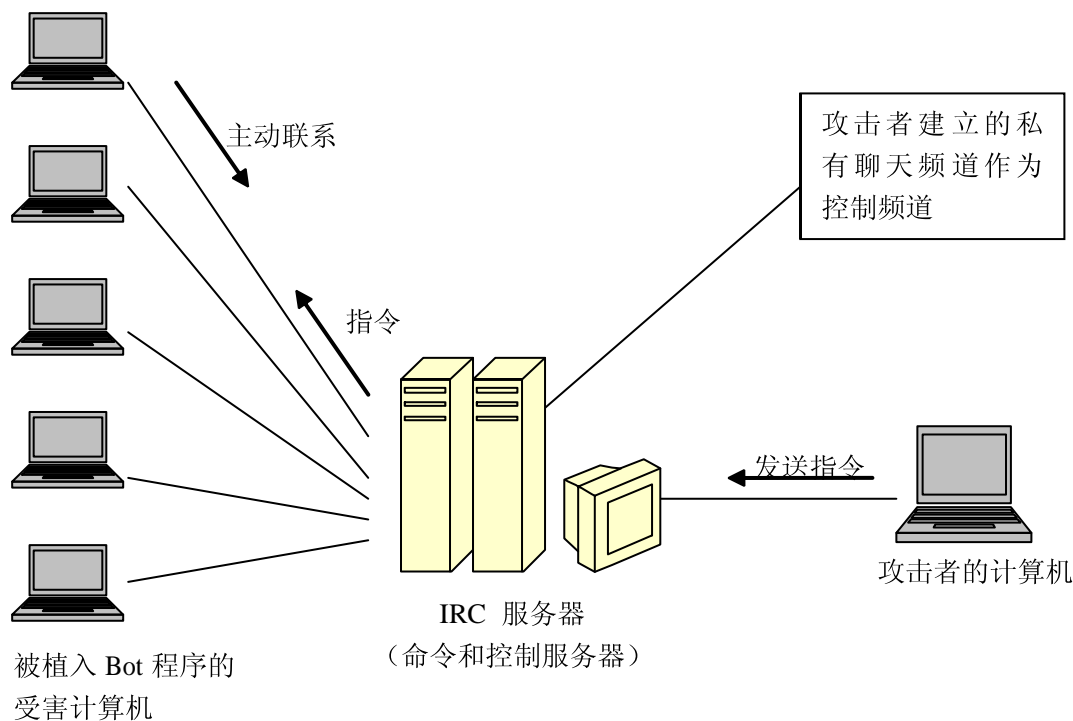 主动联系
攻击者建立的私
有聊天频道作为
控制频道
指令
发送指令
攻击者的计算机
IRC 服务器
（命令和控制服务器）
被植入 Bot 程序的
受害计算机